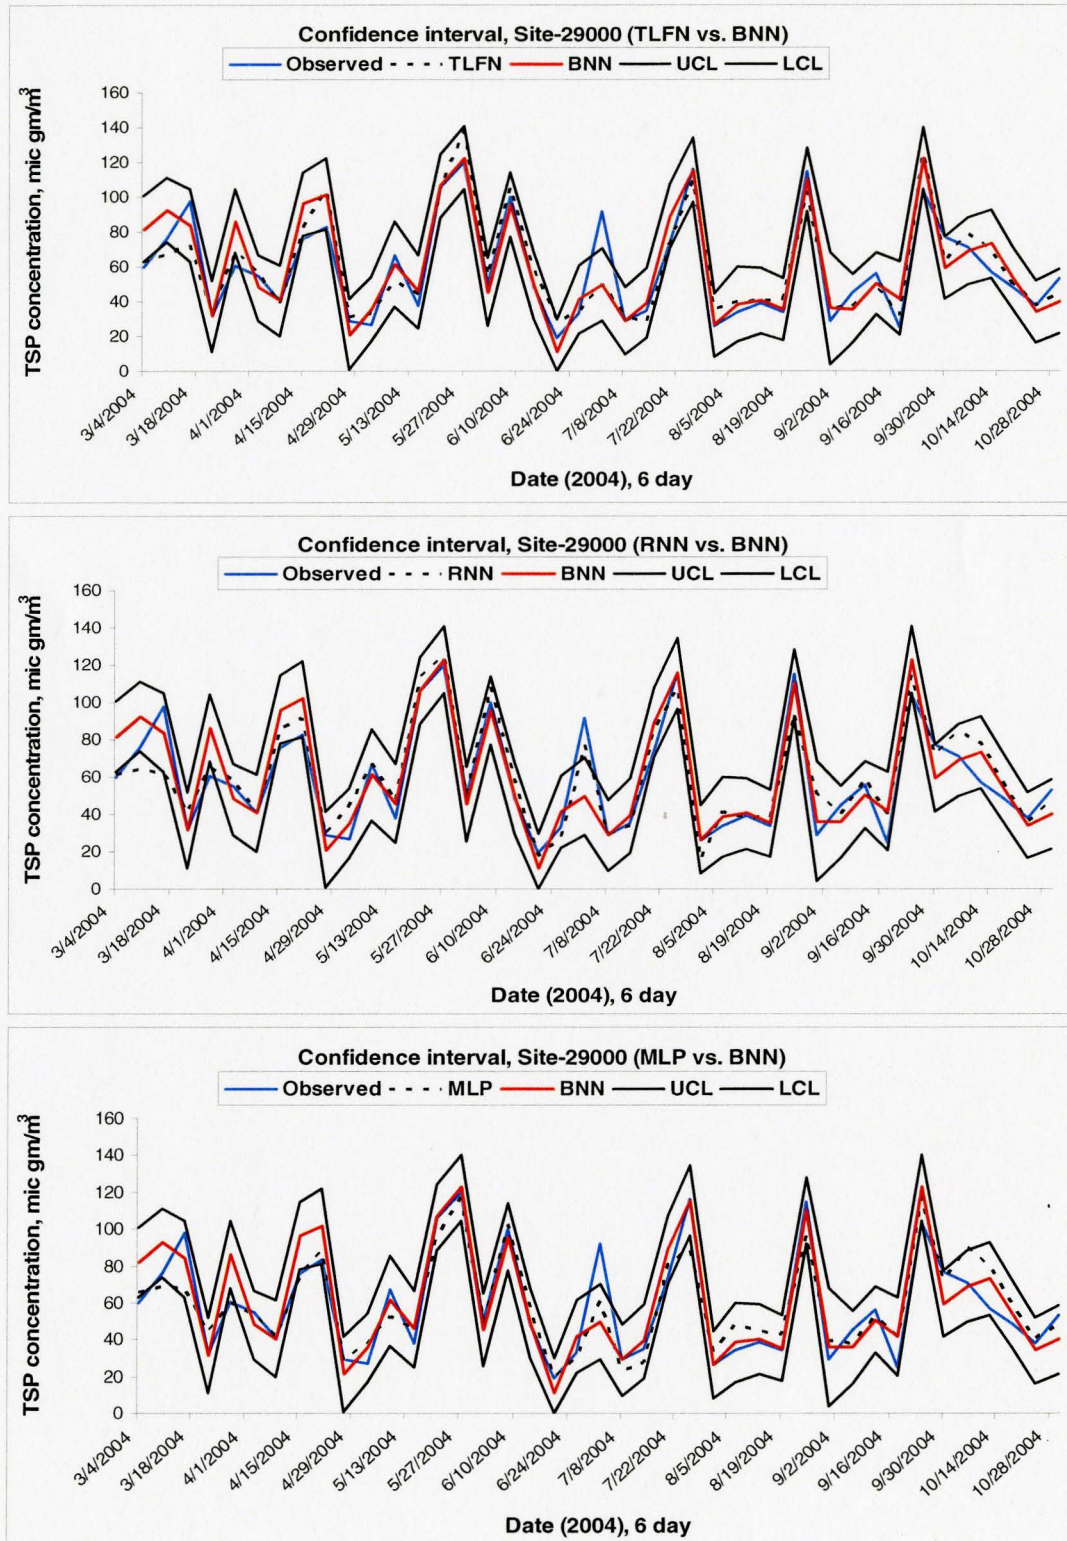 Confidence interval, Site-29000 (TLFN vs. BNN)
Observed TLFN BNN UCL LCL
TSP concentration, mic gm/m³
160
140
120
100
80
60
40
20
0
3/4/2004 3/18/2004 4/1/2004 4/15/2004 4/29/2004 5/13/2004 5/27/2004 6/10/2004 6/24/2004 7/8/2004 7/22/2004 8/5/2004 8/19/2004 9/2/2004 9/16/2004 9/30/2004 10/14/2004 10/28/2004
Date (2004), 6 day
Confidence interval, Site-29000 (RNN vs. BNN)
Observed RNN BNN UCL LCL
TSP concentration, mic gm/m³
160
140
120
100
80
60
40
20
0
3/4/2004 3/18/2004 4/1/2004 4/15/2004 4/29/2004 5/13/2004 5/27/2004 6/10/2004 6/24/2004 7/8/2004 7/22/2004 8/5/2004 8/19/2004 9/2/2004 9/16/2004 9/30/2004 10/14/2004 10/28/2004
Date (2004), 6 day
Confidence interval, Site-29000 (MLP vs. BNN)
Observed MLP BNN UCL LCL
TSP concentration, mic gm/m³
160
140
120
100
80
60
40
20
0
3/4/2004 3/18/2004 4/1/2004 4/15/2004 4/29/2004 5/13/2004 5/27/2004 6/10/2004 6/24/2004 7/8/2004 7/22/2004 8/5/2004 8/19/2004 9/2/2004 9/16/2004 9/30/2004 10/14/2004 10/28/2004
Date (2004), 6 day